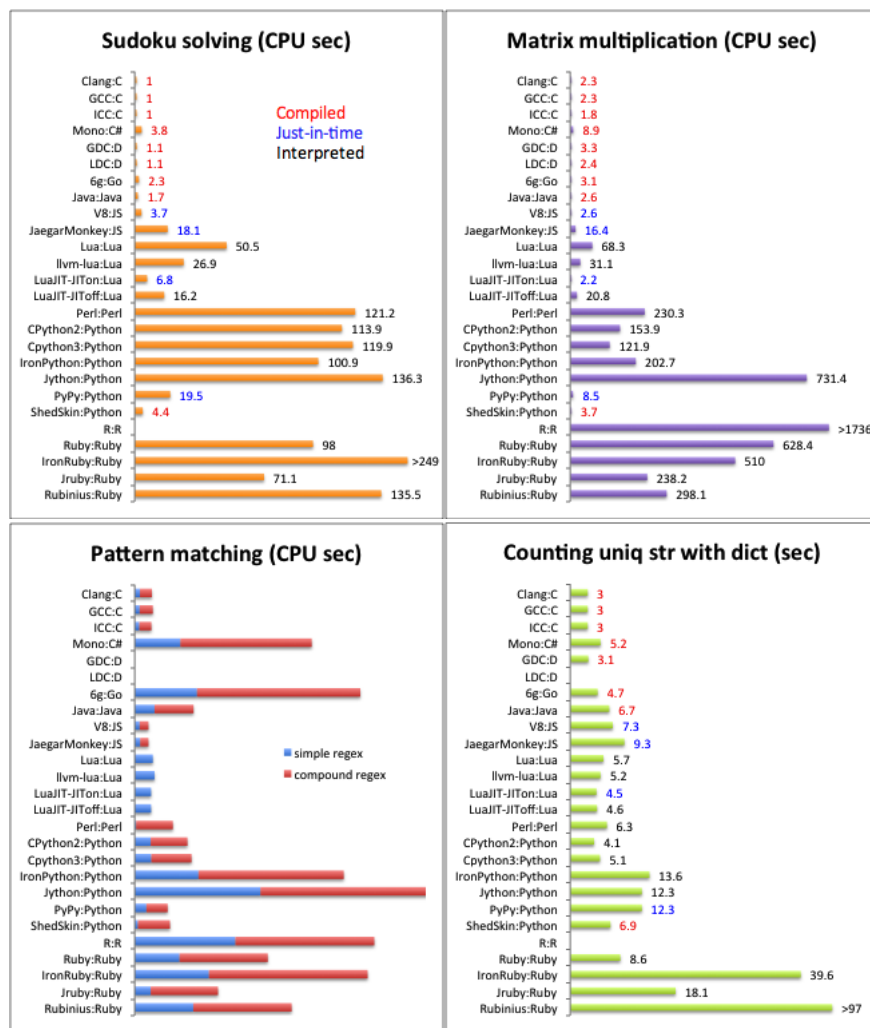 Sudoku solving (CPU sec)
Clang:C 1
GCC:C 1
ICC:C 1
Mono:C# 3.8
GDC:D 1.1
LDC:D 1.1
6g:Go 2.3
Java:Java 1.7
V8:JS 3.7
JaegarMonkey:JS 18.1
Lua:Lua 50.5
llvm-lua:Lua 26.9
LuaJIT-JITon:Lua 6.8
LuaJIT-JIToff:Lua 16.2
Perl:Perl 121.2
CPython2:Python 113.9
Cpython3:Python 119.9
IronPython:Python 100.9
Jython:Python 136.3
PyPy:Python 19.5
ShedSkin:Python 4.4
R:R
Ruby:Ruby 98
IronRuby:Ruby >249
Jruby:Ruby 71.1
Rubinius:Ruby 135.5
Compiled
Just-in-time
Interpreted
Matrix multiplication (CPU sec)
Clang:C 2.3
GCC:C 2.3
ICC:C 1.8
Mono:C# 8.9
GDC:D 3.3
LDC:D 2.4
6g:Go 3.1
Java:Java 2.6
V8:JS 2.6
JaegarMonkey:JS 16.4
Lua:Lua 68.3
llvm-lua:Lua 31.1
LuaJIT-JITon:Lua 2.2
LuaJIT-JIToff:Lua 20.8
Perl:Perl 230.3
CPython2:Python 153.9
Cpython3:Python 121.9
IronPython:Python 202.7
Jython:Python 731.4
PyPy:Python 8.5
ShedSkin:Python 3.7
R:R >1736
Ruby:Ruby 628.4
IronRuby:Ruby 510
Jruby:Ruby 238.2
Rubinius:Ruby 298.1
Pattern matching (CPU sec)
Clang:C
GCC:C
ICC:C
Mono:C#
GDC:D
LDC:D
6g:Go
Java:Java
V8:JS
JaegarMonkey:JS
Lua:Lua
llvm-lua:Lua
LuaJIT-JITon:Lua
LuaJIT-JIToff:Lua
Perl:Perl
CPython2:Python
Cpython3:Python
IronPython:Python
Jython:Python
PyPy:Python
ShedSkin:Python
R:R
Ruby:Ruby
IronRuby:Ruby
Jruby:Ruby
Rubinius:Ruby
simple regex
compound regex
Counting uniq str with dict (sec)
Clang:C 3
GCC:C 3
ICC:C 3
Mono:C# 5.2
GDC:D 3.1
LDC:D
6g:Go 4.7
Java:Java 6.7
V8:JS 7.3
JaegarMonkey:JS 9.3
Lua:Lua 5.7
llvm-lua:Lua 5.2
LuaJIT-JITon:Lua 4.5
LuaJIT-JIToff:Lua 4.6
Perl:Perl 6.3
CPython2:Python 4.1
Cpython3:Python 5.1
IronPython:Python 13.6
Jython:Python 12.3
PyPy:Python 12.3
ShedSkin:Python 6.9
R:R
Ruby:Ruby 8.6
IronRuby:Ruby 39.6
Jruby:Ruby 18.1
Rubinius:Ruby >97